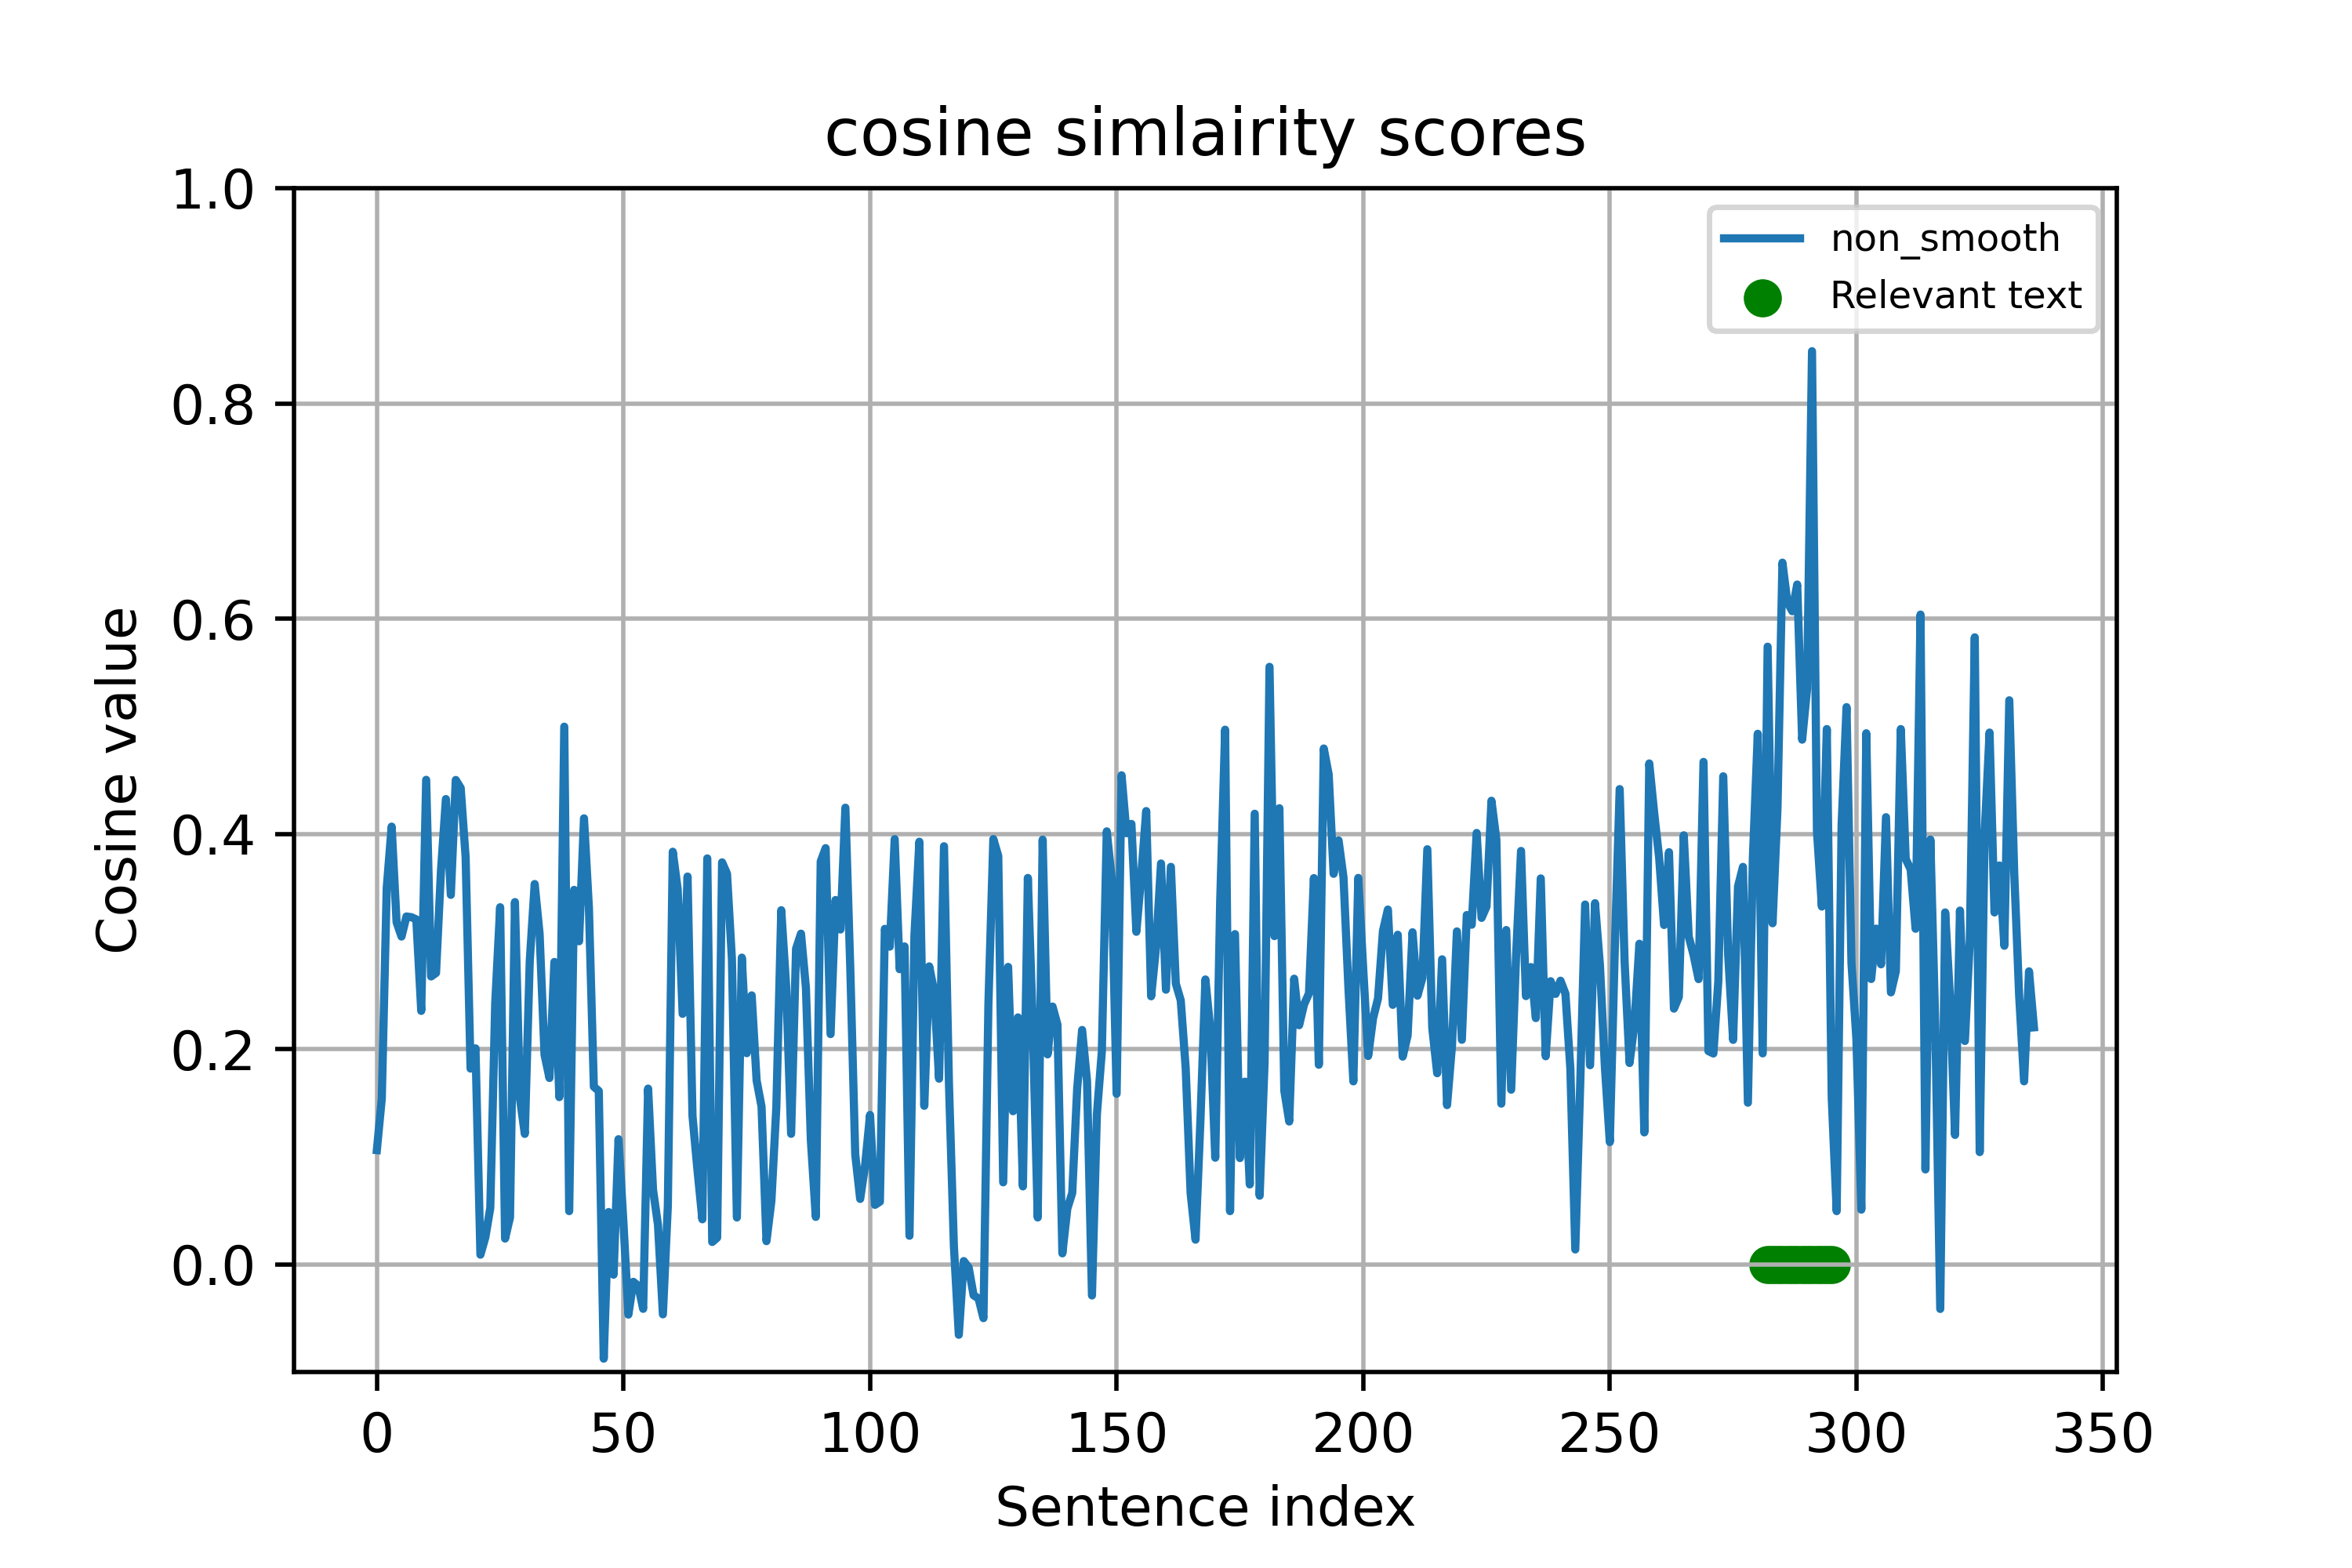 cosine simlairity scores
1.0
0.8
0.6
0.4
0.2
0.0
Cosine value
non_smooth
Relevant text
0 50 100 150 200 250 300 350
Sentence index